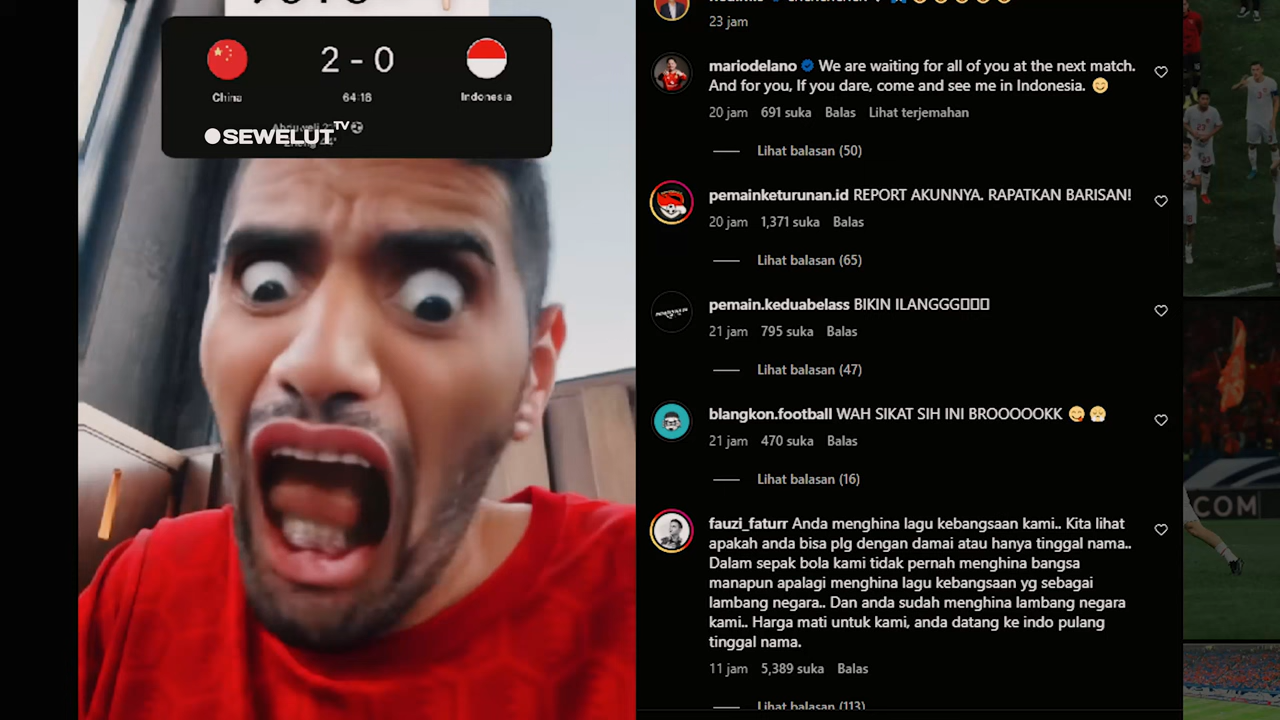 2 - 0
China
64:16
Indonesia
SEWELUT TV
23 jam
mariodelano We are waiting for all of you at the next match.
And for you, If you dare, come and see me in Indonesia. 😊
20 jam 691 suka Balas Lihat terjemahan
Lihat balasan (50)
pemainketurunan.id REPORT AKUNNYA. RAPATKAN BARISAN!
20 jam 1,371 suka Balas
Lihat balasan (65)
pemain.keduabelass BIKIN ILANGGG▯▯▯
21 jam 795 suka Balas
Lihat balasan (47)
blangkon.football WAH SIKAT SIH INI BROOOOOKK 😋 😤
21 jam 470 suka Balas
Lihat balasan (16)
fauzi_faturr Anda menghina lagu kebangsaan kami.. Kita lihat
apakah anda bisa plg dengan damai atau hanya tinggal nama..
Dalam sepak bola kami tidak pernah menghina bangsa
manapun apalagi menghina lagu kebangsaan yg sebagai
lambang negara.. Dan anda sudah menghina lambang negara
kami.. Harga mati untuk kami, anda datang ke indo pulang
tinggal nama.
11 jam 5,389 suka Balas
Lihat balasan (113)
COM